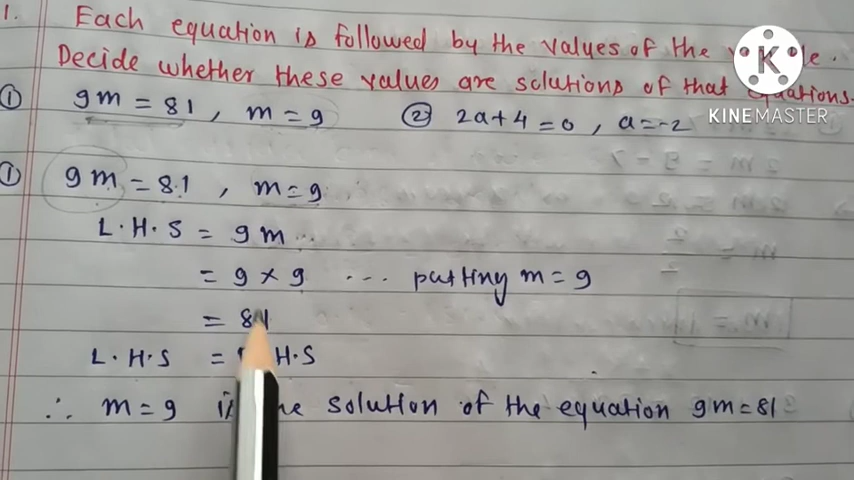 1. Each equation is followed by the values of the
Decide whether these values are solutions of that equations.
K
KINEMASTER
① 9m = 81 , m = 9 ② 2a+4=0 , a=-2
① 9m = 81 , m = 9
L.H.S = 9m
= 9 × 9 ... putting m = 9
= 81
L.H.S = H.S
∴ m = 9 the solution of the equation 9m = 81